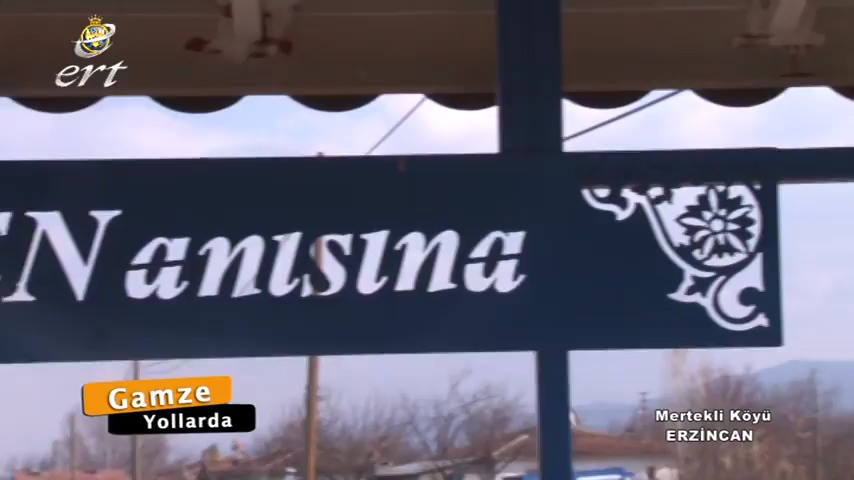 ert
N anısına
Gamze
Yollarda
Mertekli Köyü
ERZİNCAN